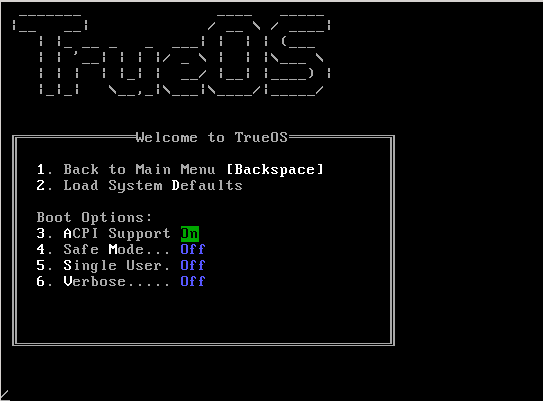 TrueOS
Welcome to TrueOS
1. Back to Main Menu [Backspace]
2. Load System Defaults
Boot Options:
3. ACPI Support On
4. Safe Mode... Off
5. Single User. Off
6. Verbose..... Off